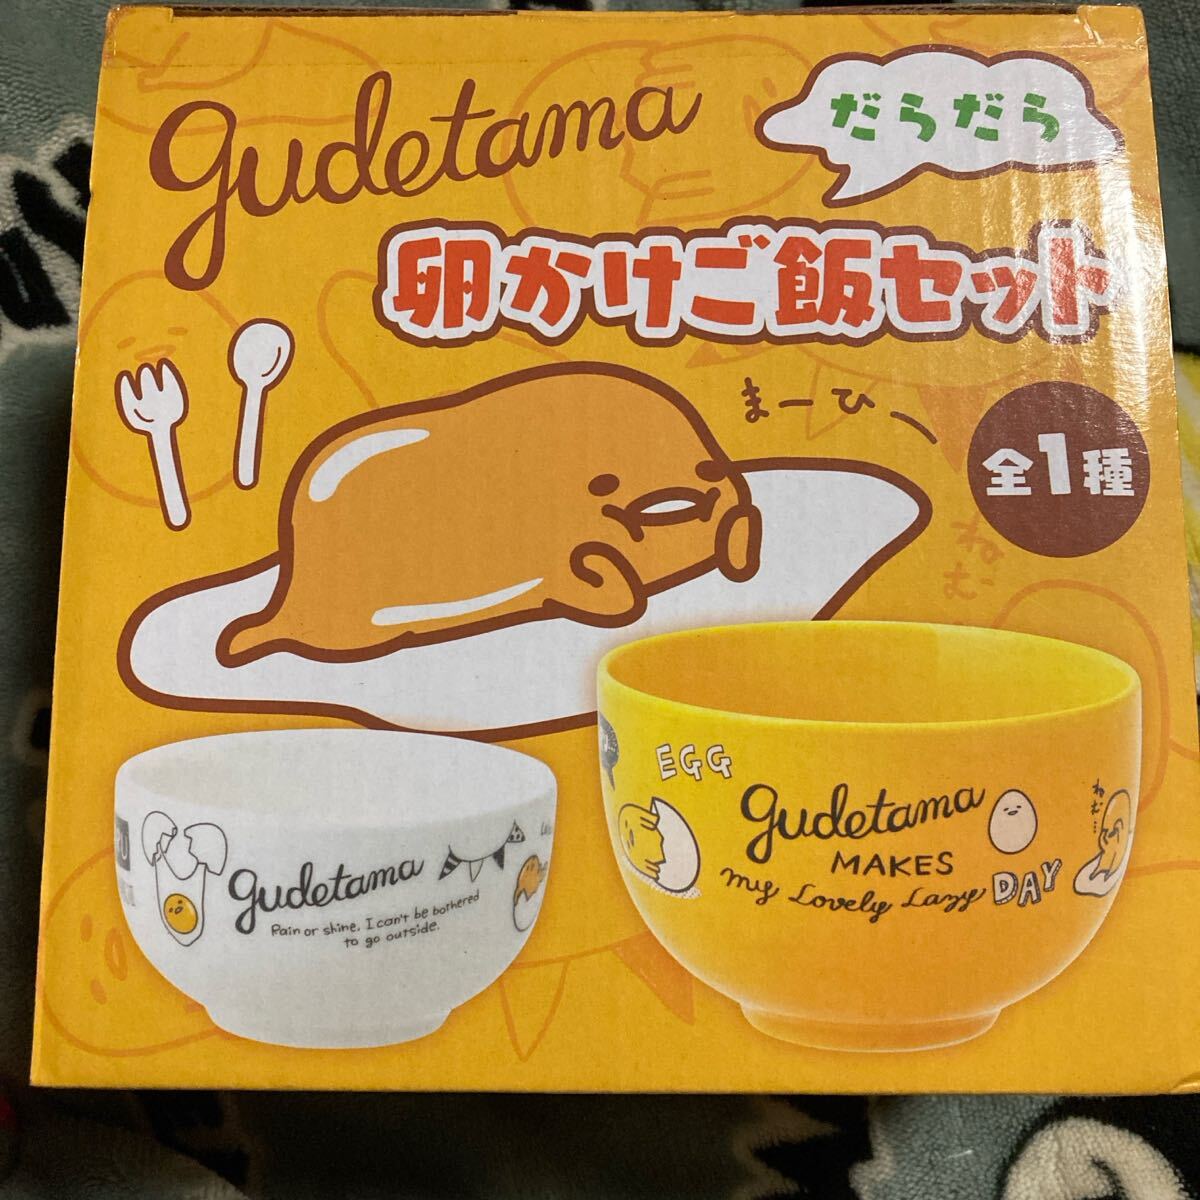 gudetama
だらだら
卵かけご飯セット
まーひー
全1種
ねむ
EGG
gudetama
MAKES
my Lovely Lazy DAY
ねむ…
gudetama
Rain or shine, I can't be bothered
to go outside.